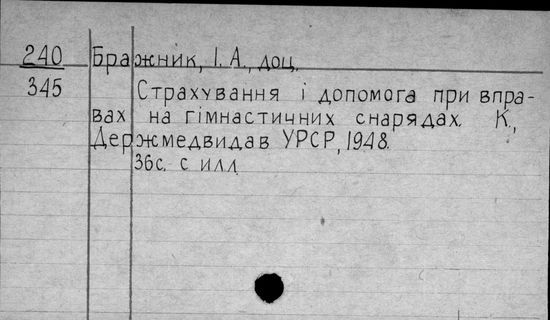 240 Бражник, І. А., доц.
345 Страхування і допомога при впра-
вах на гімнастичних снарядах. К,
Держмедвидав УРСР, 1948.
36с. с илл.